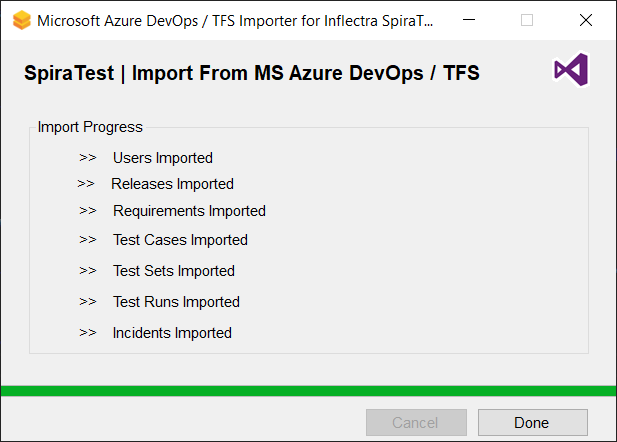 Microsoft Azure DevOps / TFS Importer for Inflectra SpiraT...
SpiraTest | Import From MS Azure DevOps / TFS
Import Progress
>> Users Imported
>> Releases Imported
>> Requirements Imported
>> Test Cases Imported
>> Test Sets Imported
>> Test Runs Imported
>> Incidents Imported
Cancel
Done